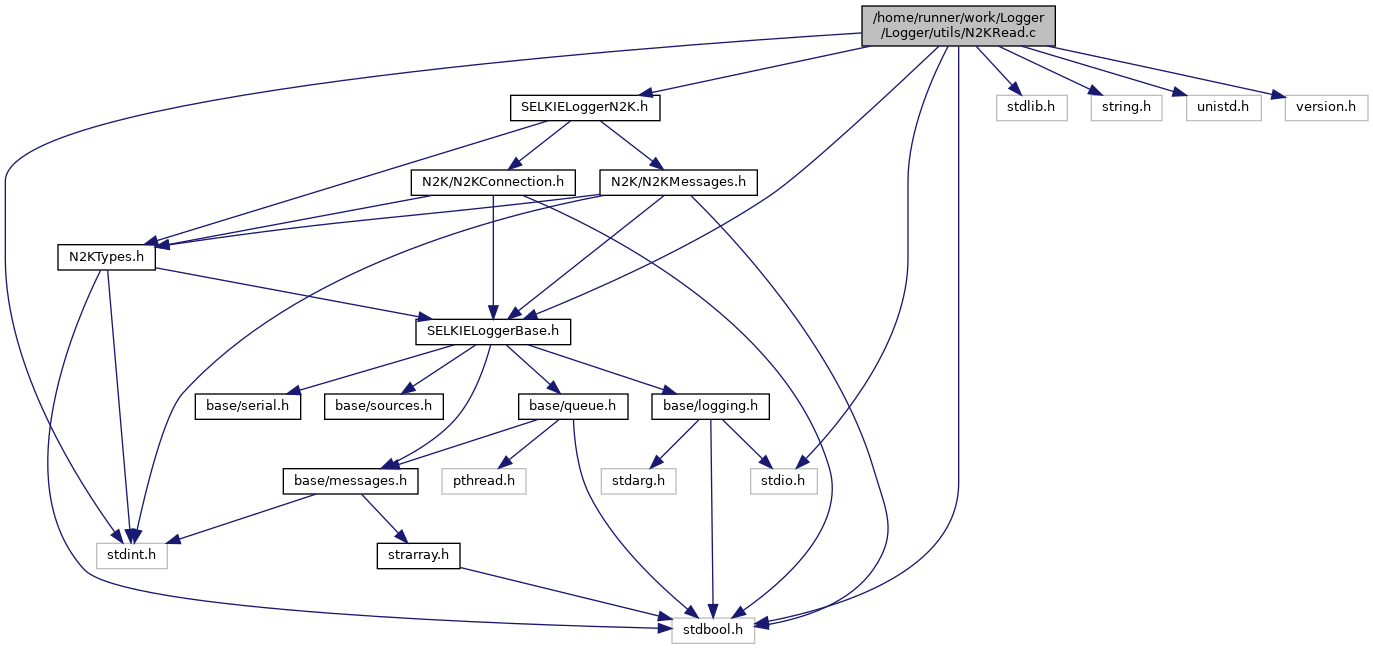 /home/runner/work/Logger
/Logger/utils/N2KRead.c
SELKIELoggerN2K.h
stdlib.h
string.h
unistd.h
version.h
N2K/N2KConnection.h
N2K/N2KMessages.h
N2KTypes.h
SELKIELoggerBase.h
base/serial.h
base/sources.h
base/queue.h
base/logging.h
base/messages.h
pthread.h
stdarg.h
stdio.h
stdint.h
strarray.h
stdbool.h